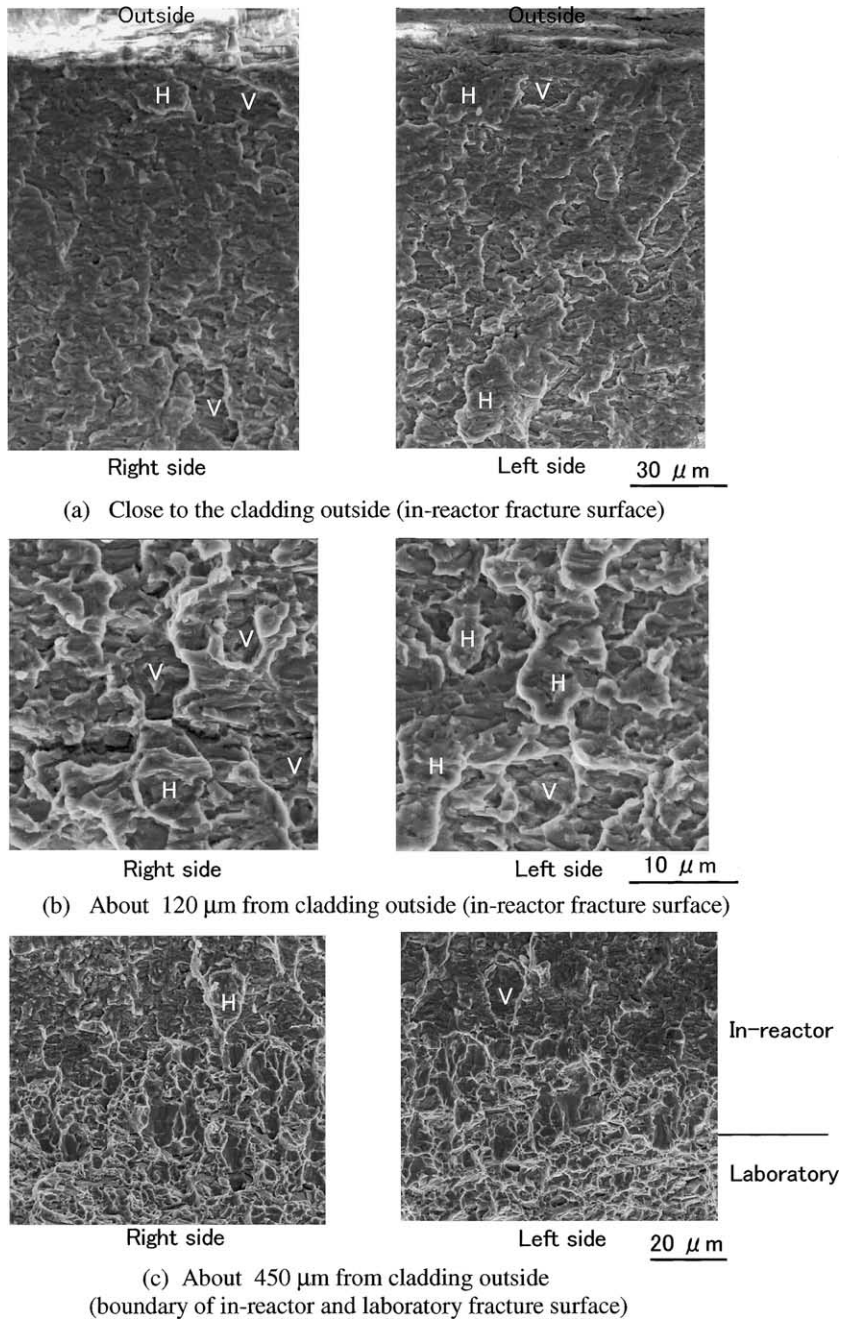 Outside Outside
H V H V
V H
Right side Left side 30 μm
(a) Close to the cladding outside (in-reactor fracture surface)
V H
V H
V H V
H
Right side Left side 10 μm
(b) About 120 μm from cladding outside (in-reactor fracture surface)
H V
In-reactor
Laboratory
Right side Left side 20 μm
(c) About 450 μm from cladding outside
(boundary of in-reactor and laboratory fracture surface)